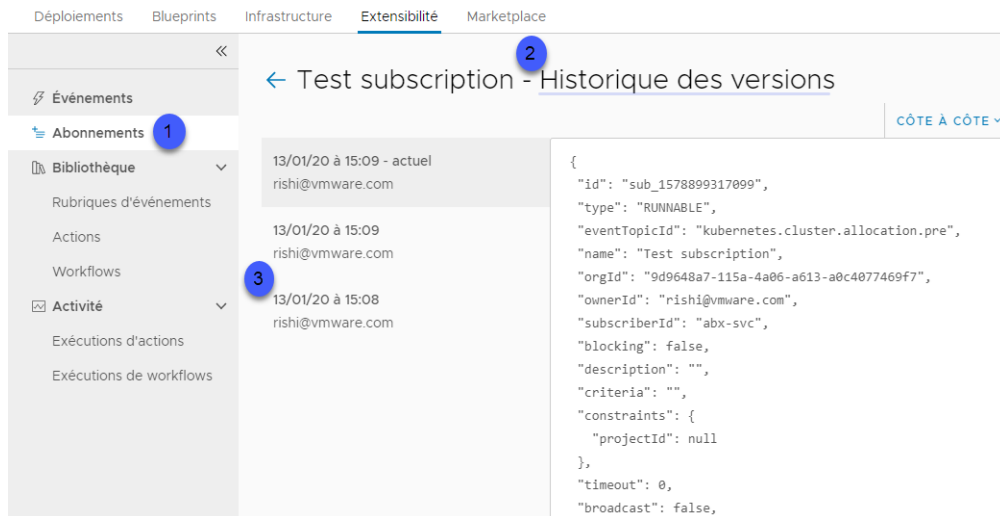 Déploiements Blueprints Infrastructure Extensibilité Marketplace
«
2
← Test subscription - Historique des versions
Événements
Abonnements 1
Bibliothèque
Rubriques d'événements
Actions
Workflows
Activité
Exécutions d'actions
Exécutions de workflows
CÔTE À CÔTE
13/01/20 à 15:09 - actuel
rishi@vmware.com
13/01/20 à 15:09
rishi@vmware.com
3
13/01/20 à 15:08
rishi@vmware.com
{
"id": "sub_1578899317099",
"type": "RUNNABLE",
"eventTopicId": "kubernetes.cluster.allocation.pre",
"name": "Test subscription",
"orgId": "9d9648a7-115a-4a06-a613-a0c4077469f7",
"ownerId": "rishi@vmware.com",
"subscriberId": "abx-svc",
"blocking": false,
"description": "",
"criteria": "",
"constraints": {
"projectId": null
},
"timeout": 0,
"broadcast": false,